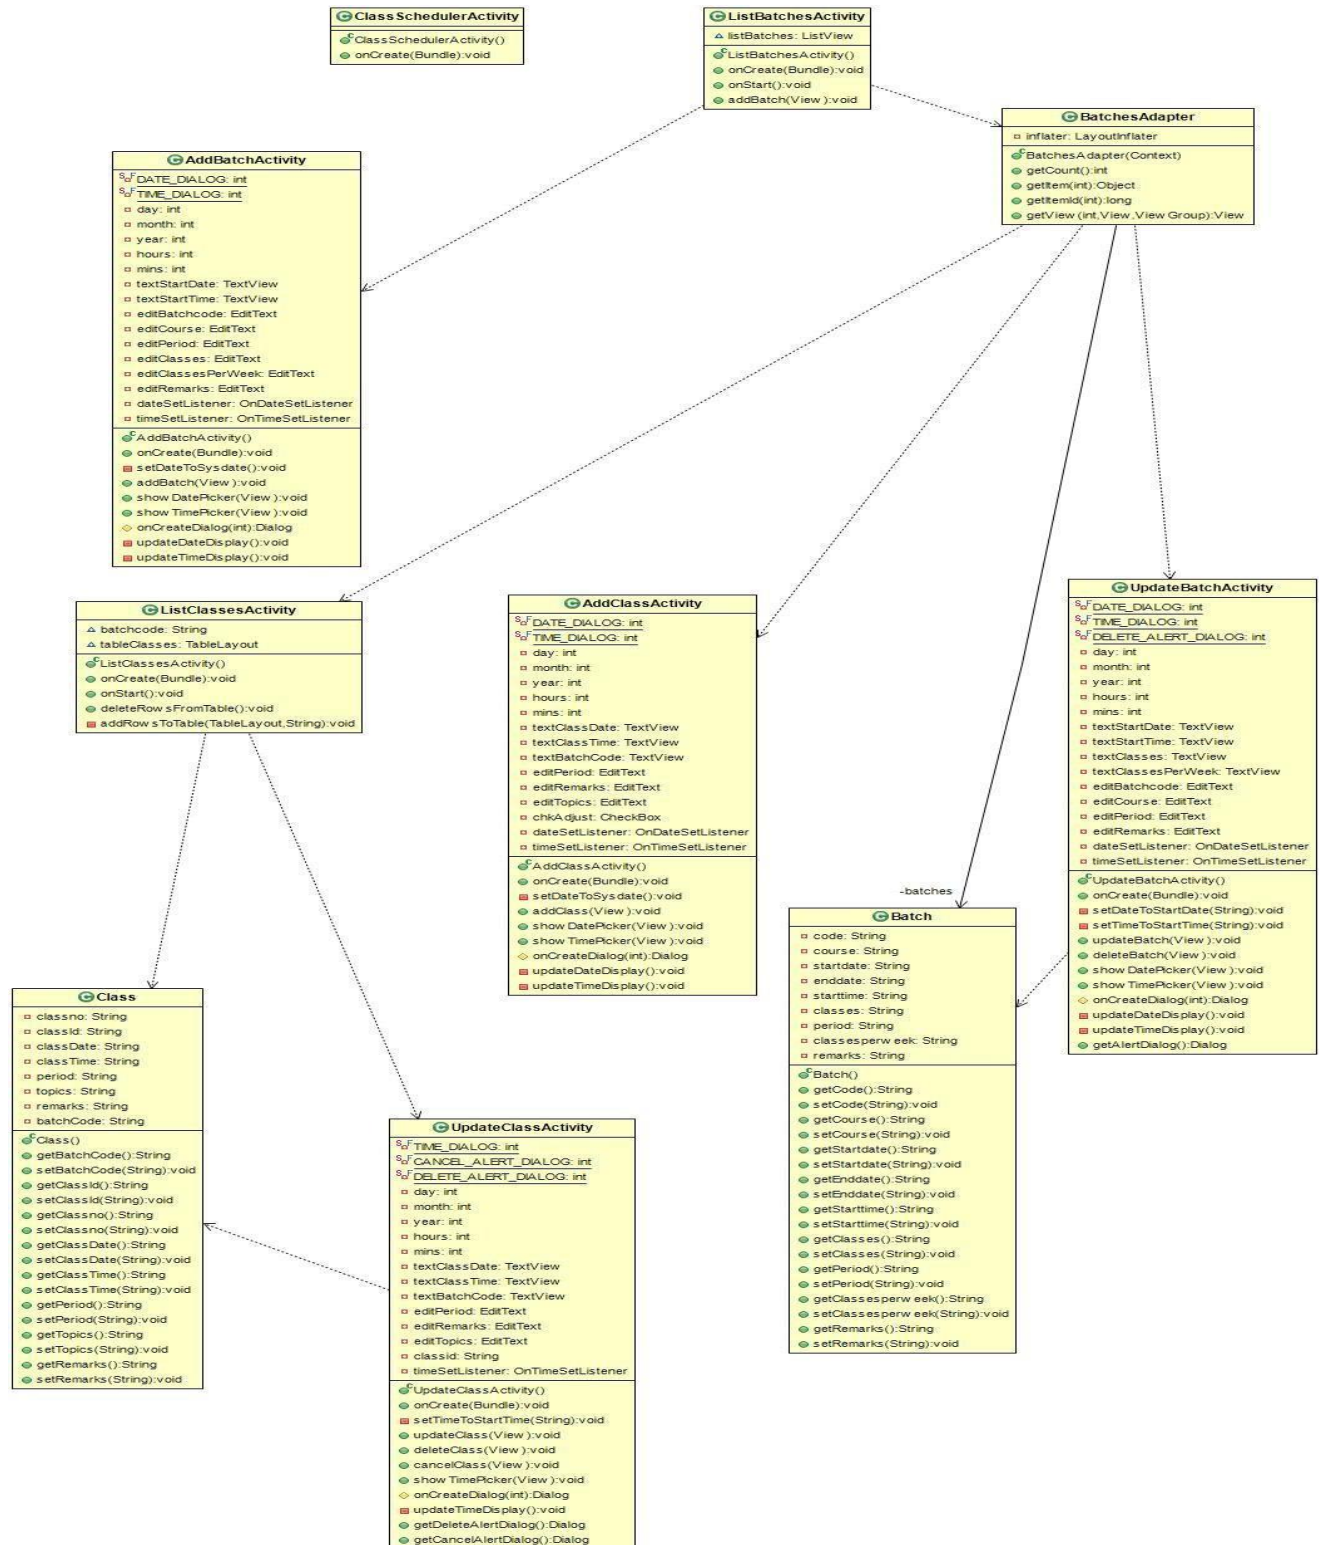 ClassSchedulerActivity
ClassSchedulerActivity()
onCreate(Bundle):void
ListBatchesActivity
listBatches: ListView
ListBatchesActivity()
onCreate(Bundle):void
onStart():void
addBatch(View):void
BatchesAdapter
inflater: LayoutInflater
BatchesAdapter(Context)
getCount():int
getItem(int):Object
getItemId(int):long
getView(int,View,ViewGroup):View
AddBatchActivity
DATE_DIALOG: int
TIME_DIALOG: int
day: int
month: int
year: int
hours: int
mins: int
textStartDate: TextView
textStartTime: TextView
editBatchcode: EditText
editCourse: EditText
editPeriod: EditText
editClasses: EditText
editClassesPerWeek: EditText
editRemarks: EditText
dateSetListener: OnDateSetListener
timeSetListener: OnTimeSetListener
AddBatchActivity()
onCreate(Bundle):void
setDateToSysdate():void
addBatch(View):void
showDatePicker(View):void
showTimePicker(View):void
onCreateDialog(int):Dialog
updateDateDisplay():void
updateTimeDisplay():void
ListClassesActivity
batchcode: String
tableClasses: TableLayout
ListClassesActivity()
onCreate(Bundle):void
onStart():void
deleteRowsFromTable():void
addRowsToTable(TableLayout,String):void
AddClassActivity
DATE_DIALOG: int
TIME_DIALOG: int
day: int
month: int
year: int
hours: int
mins: int
textClassDate: TextView
textClassTime: TextView
textBatchCode: TextView
editPeriod: EditText
editRemarks: EditText
editTopics: EditText
chkAdjust: CheckBox
dateSetListener: OnDateSetListener
timeSetListener: OnTimeSetListener
AddClassActivity()
onCreate(Bundle):void
setDateToSysdate():void
addClass(View):void
showDatePicker(View):void
showTimePicker(View):void
onCreateDialog(int):Dialog
updateDateDisplay():void
updateTimeDisplay():void
UpdateBatchActivity
DATE_DIALOG: int
TIME_DIALOG: int
DELETE_ALERT_DIALOG: int
day: int
month: int
year: int
hours: int
mins: int
textStartDate: TextView
textStartTime: TextView
textClasses: TextView
textClassesPerWeek: TextView
editBatchcode: EditText
editCourse: EditText
editPeriod: EditText
editRemarks: EditText
dateSetListener: OnDateSetListener
timeSetListener: OnTimeSetListener
UpdateBatchActivity()
onCreate(Bundle):void
setDateToStartDate(String):void
setTimeToStartTime(String):void
updateBatch(View):void
deleteBatch(View):void
showDatePicker(View):void
showTimePicker(View):void
onCreateDialog(int):Dialog
updateDateDisplay():void
updateTimeDisplay():void
getAlertDialog():Dialog
-batches
Batch
code: String
course: String
startdate: String
enddate: String
starttime: String
classes: String
period: String
classesperweek: String
remarks: String
Batch()
getCode():String
setCode(String):void
getCourse():String
setCourse(String):void
getStartdate():String
setStartdate(String):void
getEnddate():String
setEnddate(String):void
getStarttime():String
setStarttime(String):void
getClasses():String
setClasses(String):void
getPeriod():String
setPeriod(String):void
getClassesperweek():String
setClassesperweek(String):void
getRemarks():String
setRemarks(String):void
Class
classno: String
classId: String
classDate: String
classTime: String
period: String
topics: String
remarks: String
batchCode: String
Class()
getBatchCode():String
setBatchCode(String):void
getClassId():String
setClassId(String):void
getClassno():String
setClassno(String):void
getClassDate():String
setClassDate(String):void
getClassTime():String
setClassTime(String):void
getPeriod():String
setPeriod(String):void
getTopics():String
setTopics(String):void
getRemarks():String
setRemarks(String):void
UpdateClassActivity
TIME_DIALOG: int
CANCEL_ALERT_DIALOG: int
DELETE_ALERT_DIALOG: int
day: int
month: int
year: int
hours: int
mins: int
textClassDate: TextView
textClassTime: TextView
textBatchCode: TextView
editPeriod: EditText
editRemarks: EditText
editTopics: EditText
classid: String
timeSetListener: OnTimeSetListener
UpdateClassActivity()
onCreate(Bundle):void
setTimeToStartTime(String):void
updateClass(View):void
deleteClass(View):void
cancelClass(View):void
showTimePicker(View):void
onCreateDialog(int):Dialog
updateTimeDisplay():void
getDeleteAlertDialog():Dialog
getCancelAlertDialog():Dialog